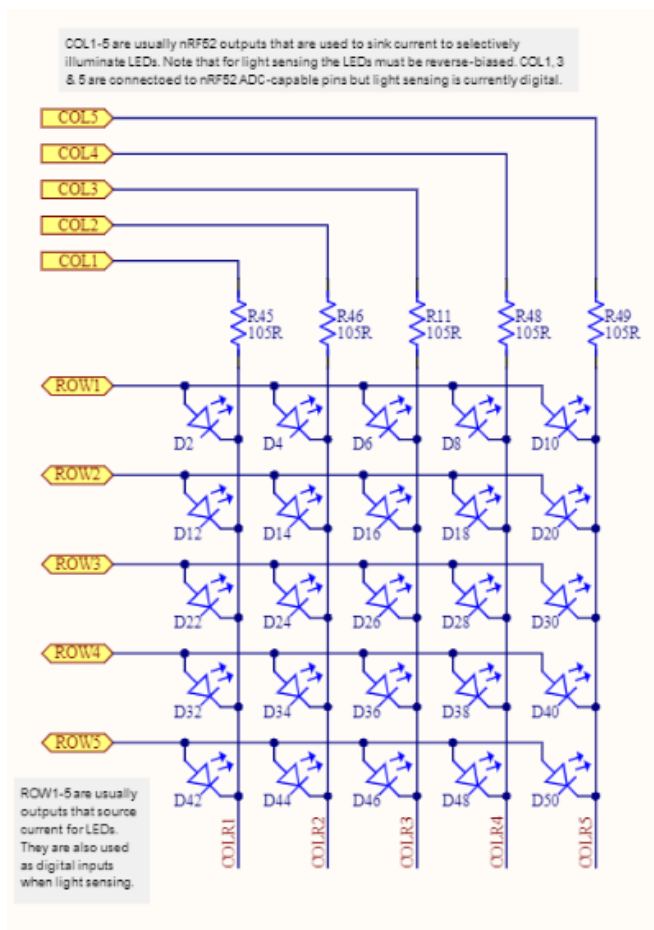 COL1-5 are usually nRF52 outputs that are used to sink current to selectively
illuminate LEDs. Note that for light sensing the LEDs must be reverse-biased. COL1, 3
& 5 are connectoed to nRF52 ADC-capable pins but light sensing is currently digital.
COL5
COL4
COL3
COL2
COL1
R45 R46 R11 R48 R49
105R 105R 105R 105R 105R
ROW1
D2 D4 D6 D8 D10
ROW2
D12 D14 D16 D18 D20
ROW3
D22 D24 D26 D28 D30
ROW4
D32 D34 D36 D38 D40
ROW5
D42 D44 D46 D48 D50
ROW1-5 are usually
outputs that source
current for LEDs.
They are also used
as digital inputs
when light sensing.
COLR1 COLR2 COLR3 COLR4 COLR5